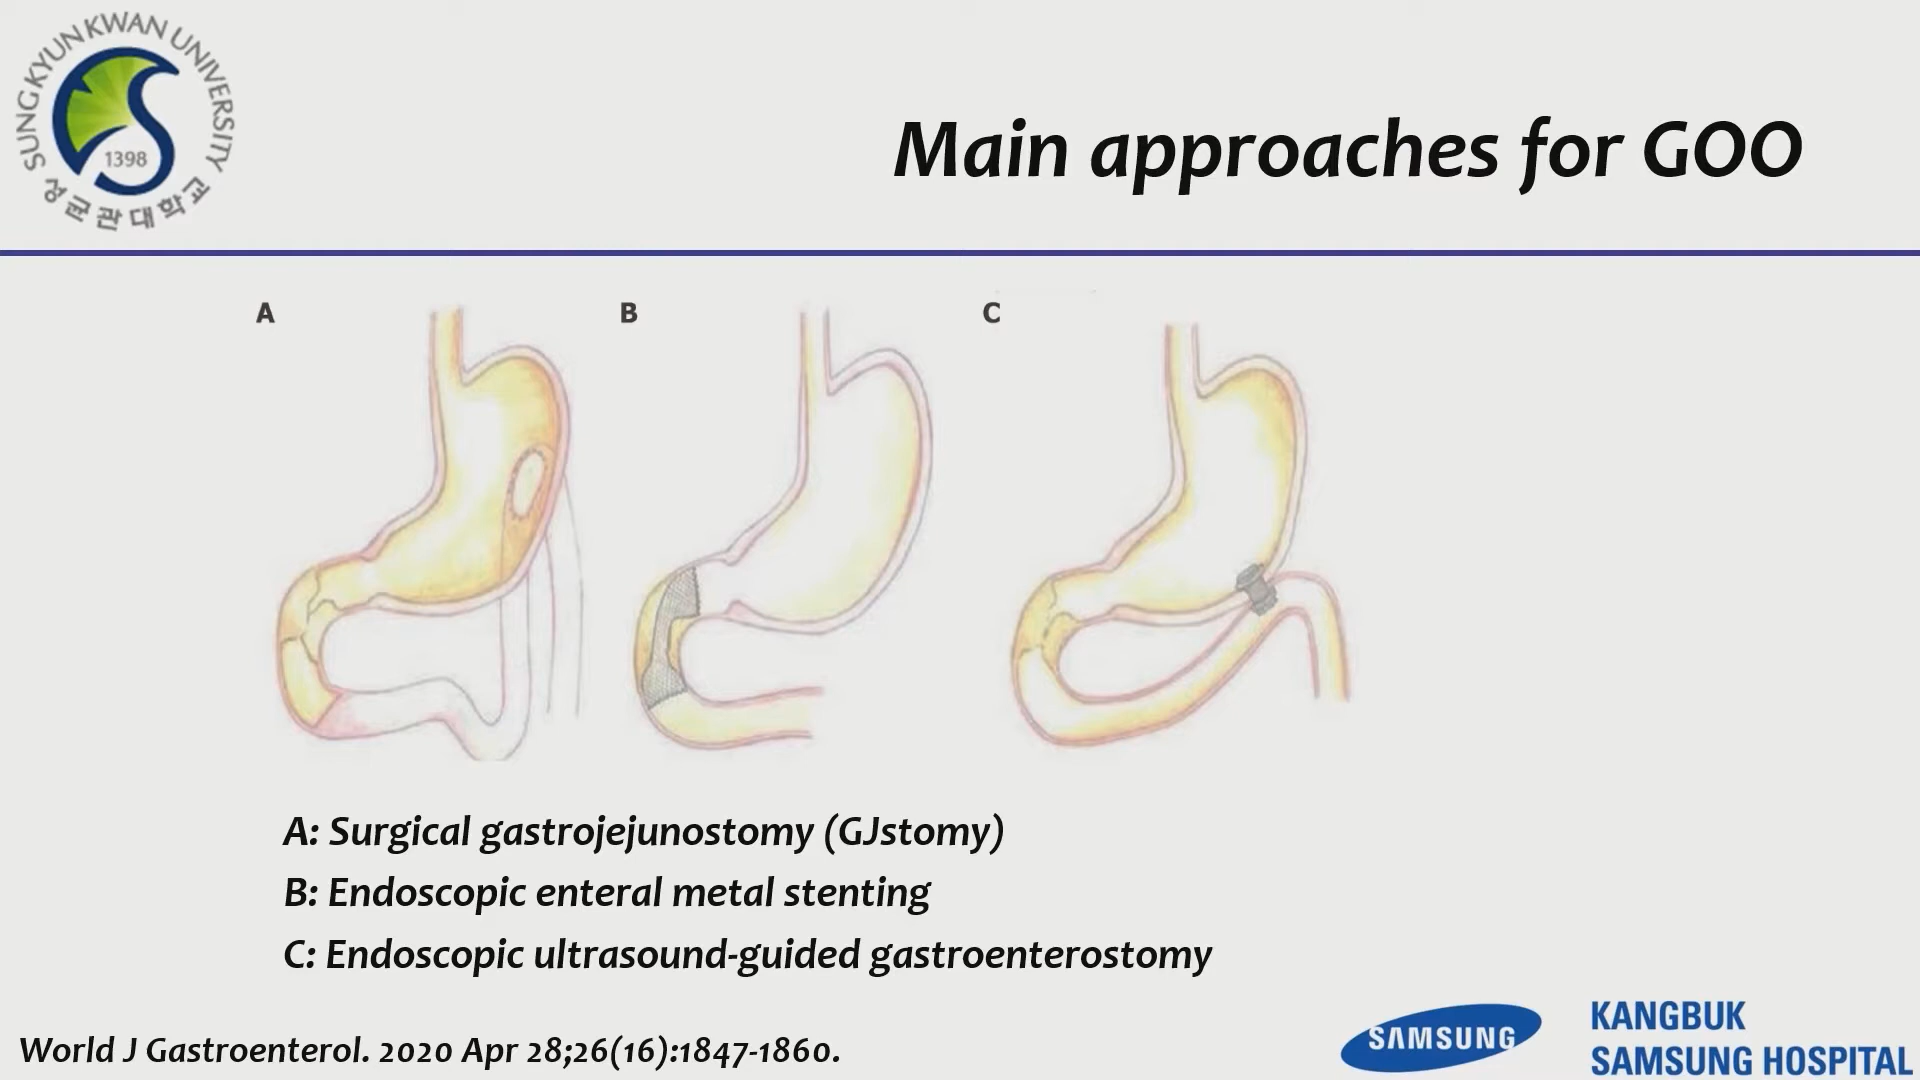 SUNGKYUNKWAN UNIVERSITY
1398
성균관대학교
Main approaches for GOO
A
B
C
A: Surgical gastrojejunostomy (GJstomy)
B: Endoscopic enteral metal stenting
C: Endoscopic ultrasound-guided gastroenterostomy
World J Gastroenterol. 2020 Apr 28;26(16):1847-1860.
SAMSUNG
KANGBUK
SAMSUNG HOSPITAL